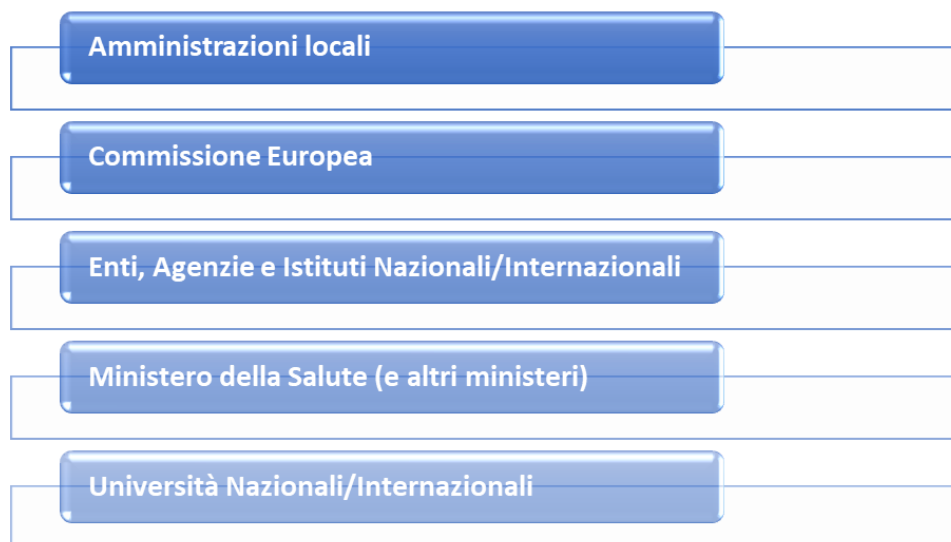 Amministrazioni locali
Commissione Europea
Enti, Agenzie e Istituti Nazionali/Internazionali
Ministero della Salute (e altri ministeri)
Università Nazionali/Internazionali